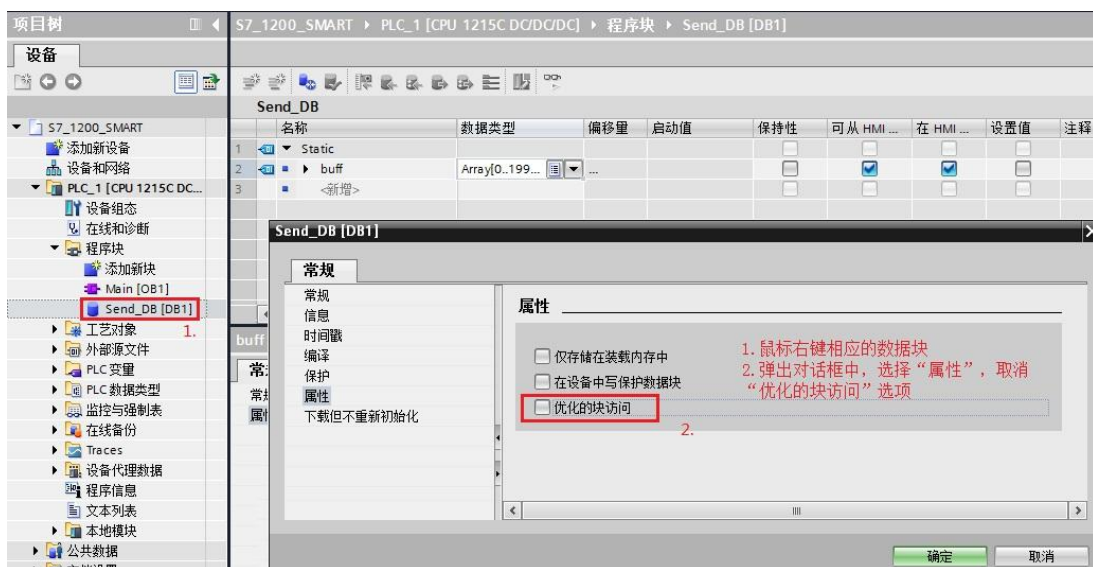 项目树
S7_1200_SMART ▸ PLC_1 [CPU 1215C DC/DC/DC] ▸ 程序块 ▸ Send_DB [DB1]
设备
Send_DB
名称 数据类型 偏移量 启动值 保持性 可从 HMI ... 在 HMI ... 设置值 注释
1 Static
2 buff Array[0..199... ...
3 <新增>
S7_1200_SMART
添加新设备
设备和网络
PLC_1 [CPU 1215C DC...
设备组态
在线和诊断
程序块
添加新块
Main [OB1]
Send_DB [DB1]
1.
工艺对象
外部源文件
PLC 变量
PLC 数据类型
监控与强制表
在线备份
Traces
设备代理数据
程序信息
文本列表
本地模块
公共数据
buff
常
属
Send_DB [DB1]
常规
常规
信息
时间戳
编译
保护
属性
下载但不重新初始化
属性
仅存储在装载内存中
在设备中写保护数据块
优化的块访问
2.
1.鼠标右键相应的数据块
2.弹出对话框中，选择“属性”，取消
“优化的块访问”选项
确定 取消